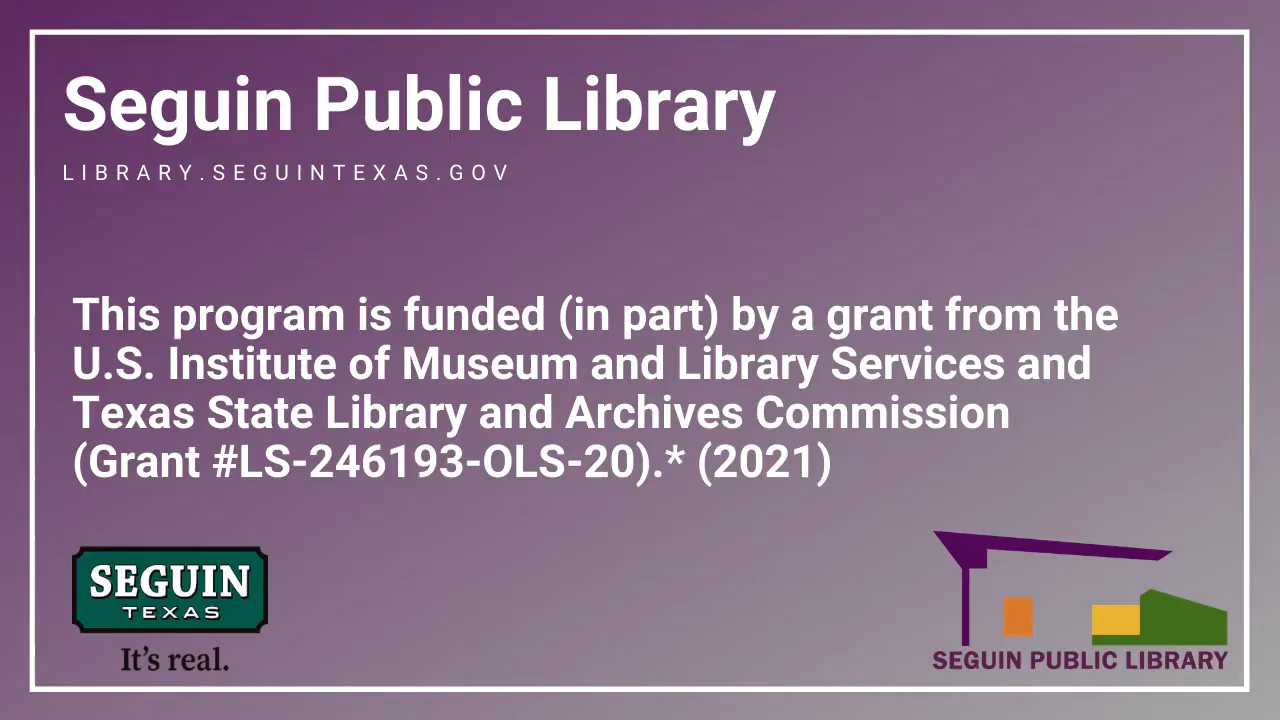 Seguin Public Library
LIBRARY.SEGUINTEXAS.GOV
This program is funded (in part) by a grant from the
U.S. Institute of Museum and Library Services and
Texas State Library and Archives Commission
(Grant #LS-246193-OLS-20).* (2021)
SEGUIN
TEXAS
It's real.
SEGUIN PUBLIC LIBRARY